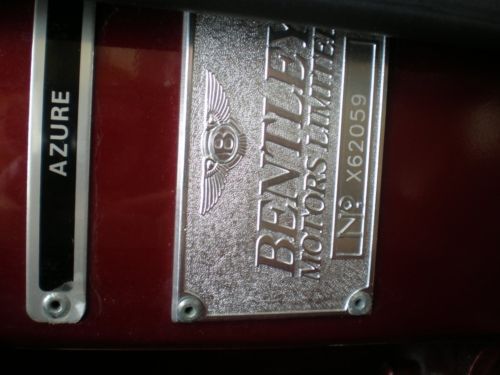 AZURE
B
BENTLEY
MOTORS LIMITED
Nº X62059